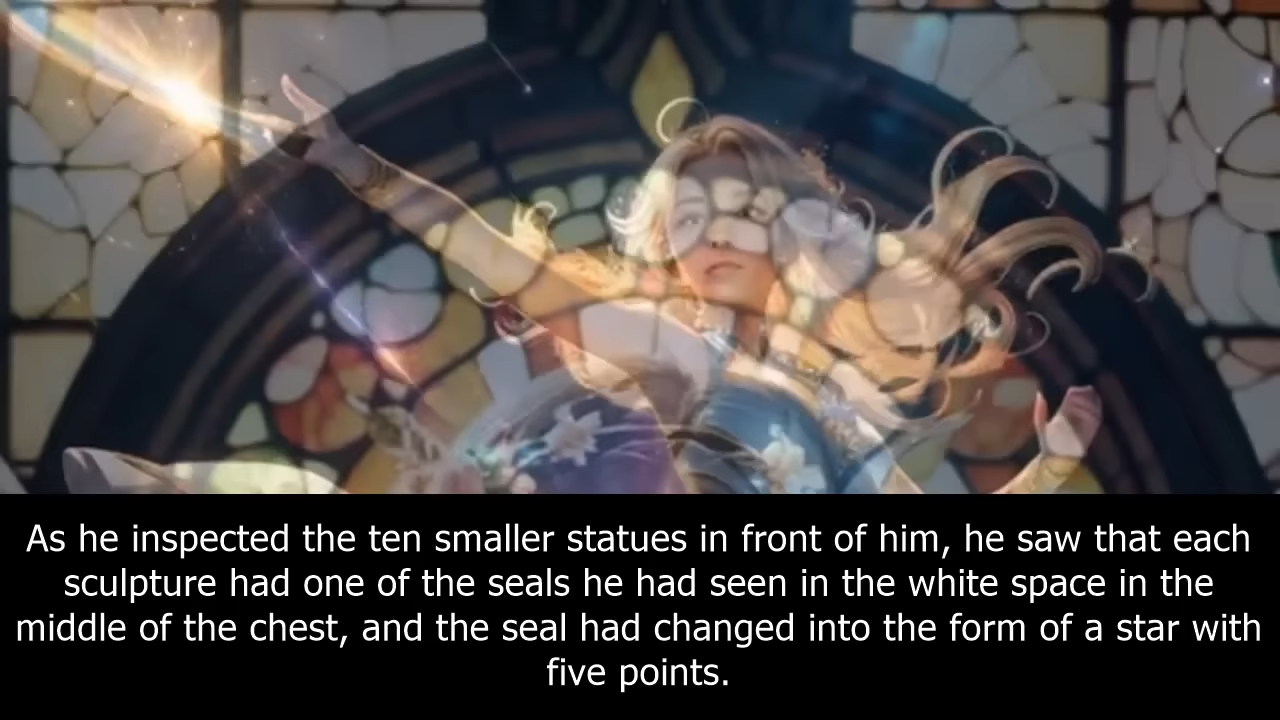 As he inspected the ten smaller statues in front of him, he saw that each
sculpture had one of the seals he had seen in the white space in the
middle of the chest, and the seal had changed into the form of a star with
five points.